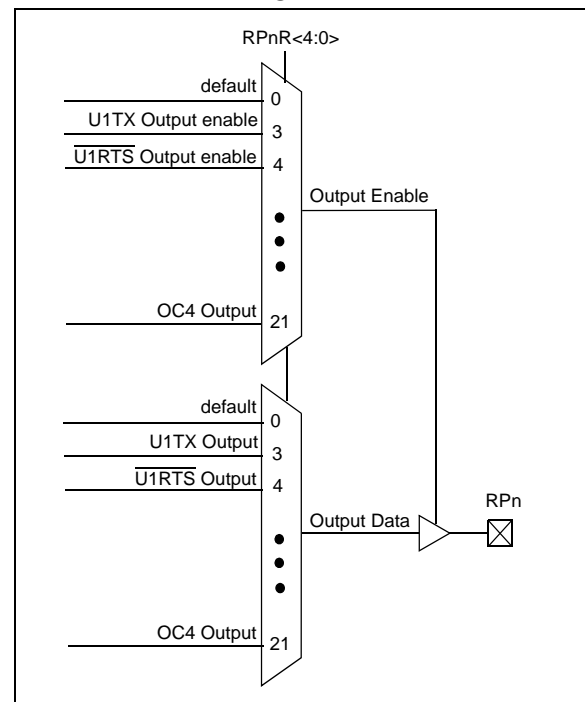 RPnR<4:0>
default
0
U1TX Output enable
3
U1RTS Output enable
4
Output Enable
OC4 Output
21
default
0
U1TX Output
3
U1RTS Output
4
RPn
Output Data
OC4 Output
21